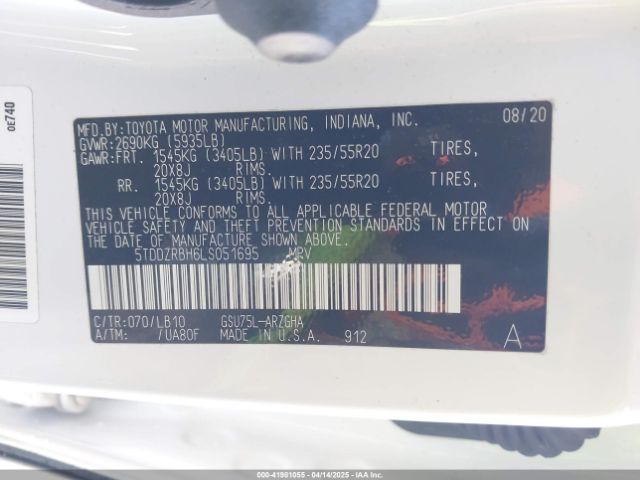 0E740
MFD.BY:TOYOTA MOTOR MANUFACTURING, INDIANA, INC. 08/20
GVWR:2690KG (5935LB)
GAWR:FRT. 1545KG (3405LB) WITH 235/55R20 TIRES,
20X8J RIMS.
RR. 1545KG (3405LB) WITH 235/55R20 TIRES,
20X8J RIMS.
THIS VEHICLE CONFORMS TO ALL APPLICABLE FEDERAL MOTOR
VEHICLE SAFETY AND THEFT PREVENTION STANDARDS IN EFFECT ON
THE DATE OF MANUFACTURE SHOWN ABOVE.
5TDDZRBH6LS051695 MPV
C/TR:070/LB10 GSU75L-ARZGHA
A/TM: /UA80F MADE IN U.S.A. 912 A
000-41981055 - 04/14/2025 - IAAI.COM